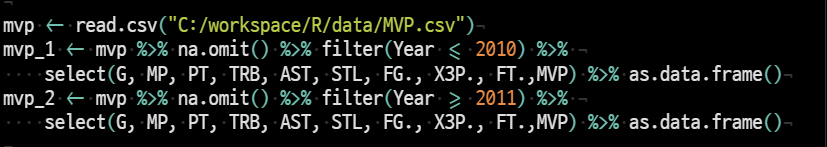 mvp <- read.csv("C:/workspace/R/data/MVP.csv")
mvp_1 <- mvp %>% na.omit() %>% filter(Year <= 2010) %>%
    select(G, MP, PT, TRB, AST, STL, FG., X3P., FT.,MVP) %>% as.data.frame()
mvp_2 <- mvp %>% na.omit() %>% filter(Year >= 2011) %>%
    select(G, MP, PT, TRB, AST, STL, FG., X3P., FT.,MVP) %>% as.data.frame()